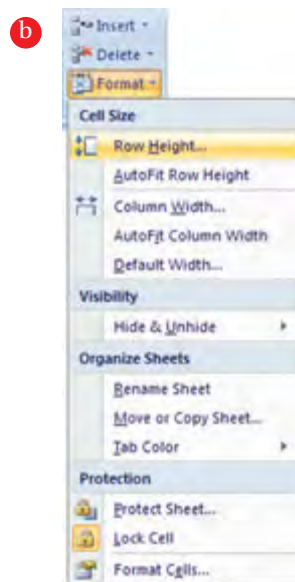 b
Insert
Delete
Format
Cell Size
Row Height...
AutoFit Row Height
Column Width...
AutoFit Column Width
Default Width...
Visibility
Hide & Unhide
Organize Sheets
Rename Sheet
Move or Copy Sheet...
Tab Color
Protection
Protect Sheet...
Lock Cell
Format Cells...